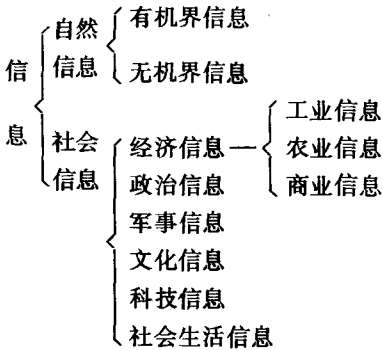 信息
自然信息
有机界信息
无机界信息
社会信息
经济信息
工业信息
农业信息
商业信息
政治信息
军事信息
文化信息
科技信息
社会生活信息